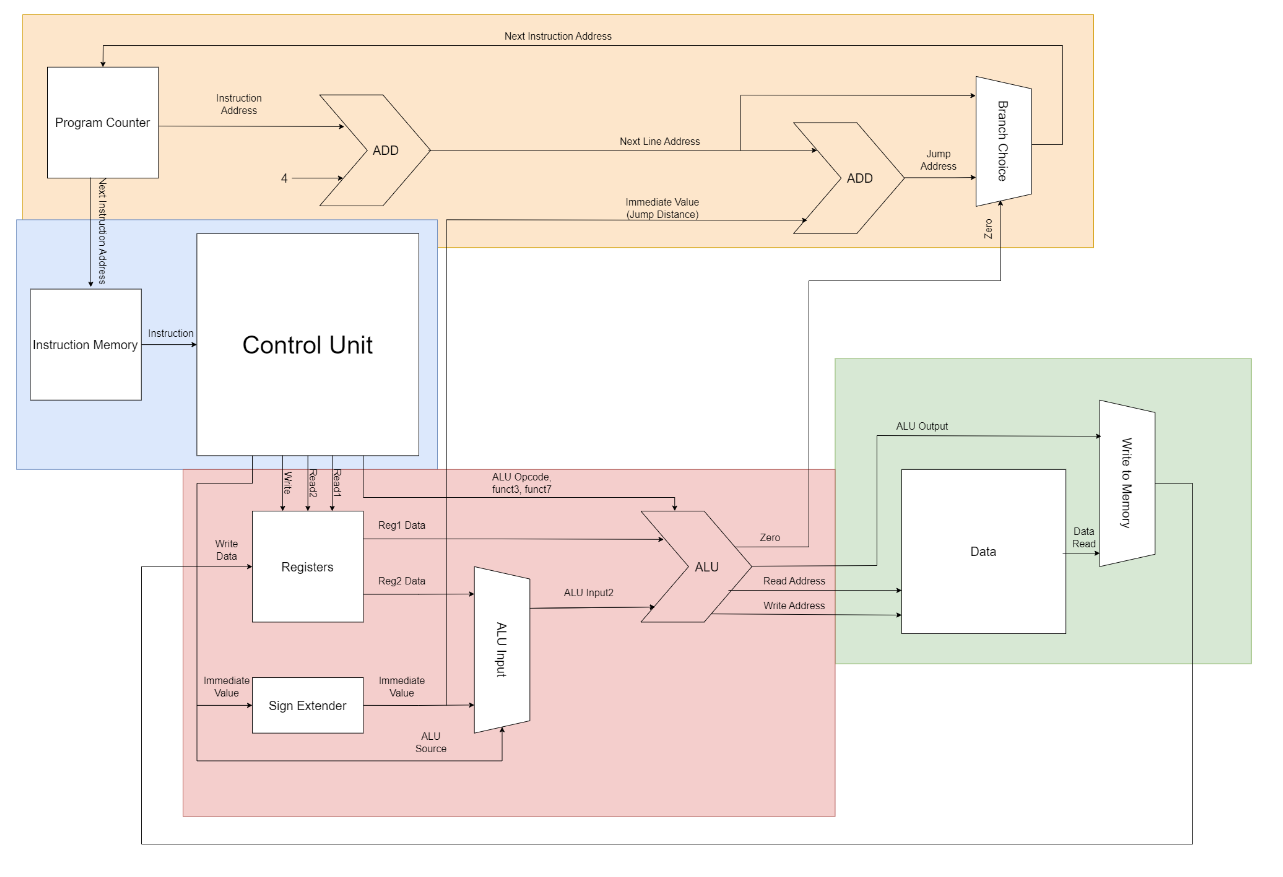 Next Instruction Address
Program Counter
Instruction
Address
ADD
4
Next Line Address
Immediate Value
(Jump Distance)
ADD
Jump
Address
Branch Choice
Zero
Next Instruction Address
Instruction Memory
Instruction
Control Unit
Write
Read2
Read1
ALU Opcode,
funct3, funct7
Write
Data
Registers
Reg1 Data
Reg2 Data
ALU Input
ALU Input2
ALU
Zero
Read Address
Write Address
Immediate
Value
Sign Extender
Immediate
Value
ALU
Source
ALU Output
Data
Data
Read
Write to Memory